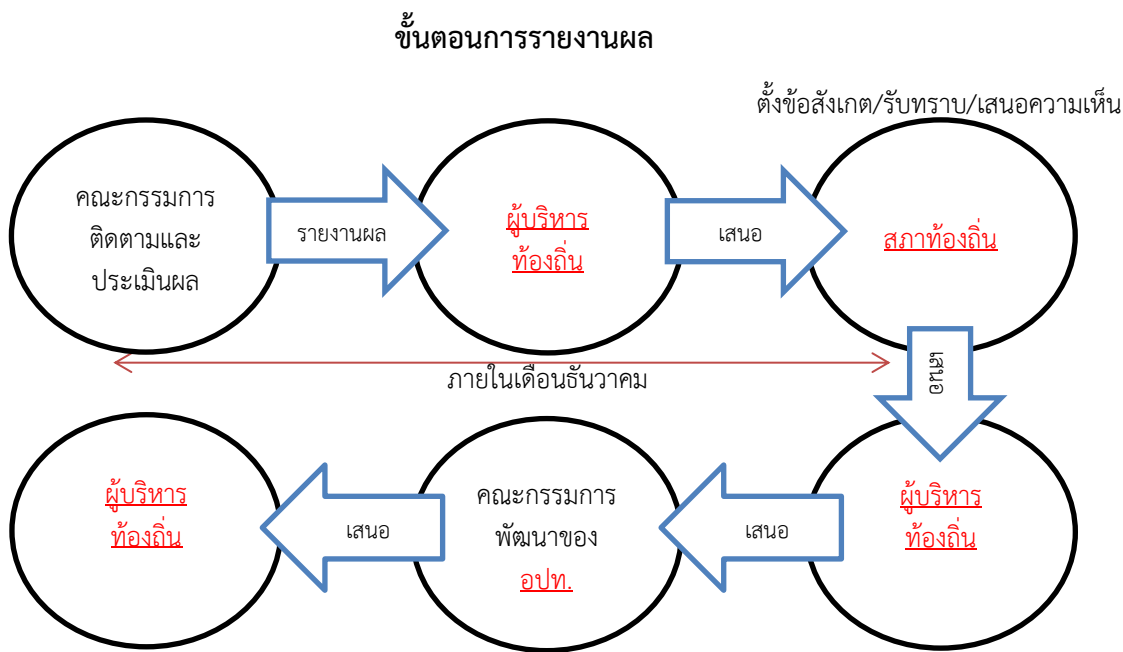 ขั้นตอนการรายงานผล
ตั้งข้อสังเกต/รับทราบ/เสนอความเห็น
คณะกรรมการ
ติดตามและ
ประเมินผล
รายงานผล
ผู้บริหาร
ท้องถิ่น
เสนอ
สภาท้องถิ่น
ภายในเดือนธันวาคม
เสนอ
ผู้บริหาร
ท้องถิ่น
เสนอ
คณะกรรมการ
พัฒนาของ
อปท.
เสนอ
ผู้บริหาร
ท้องถิ่น